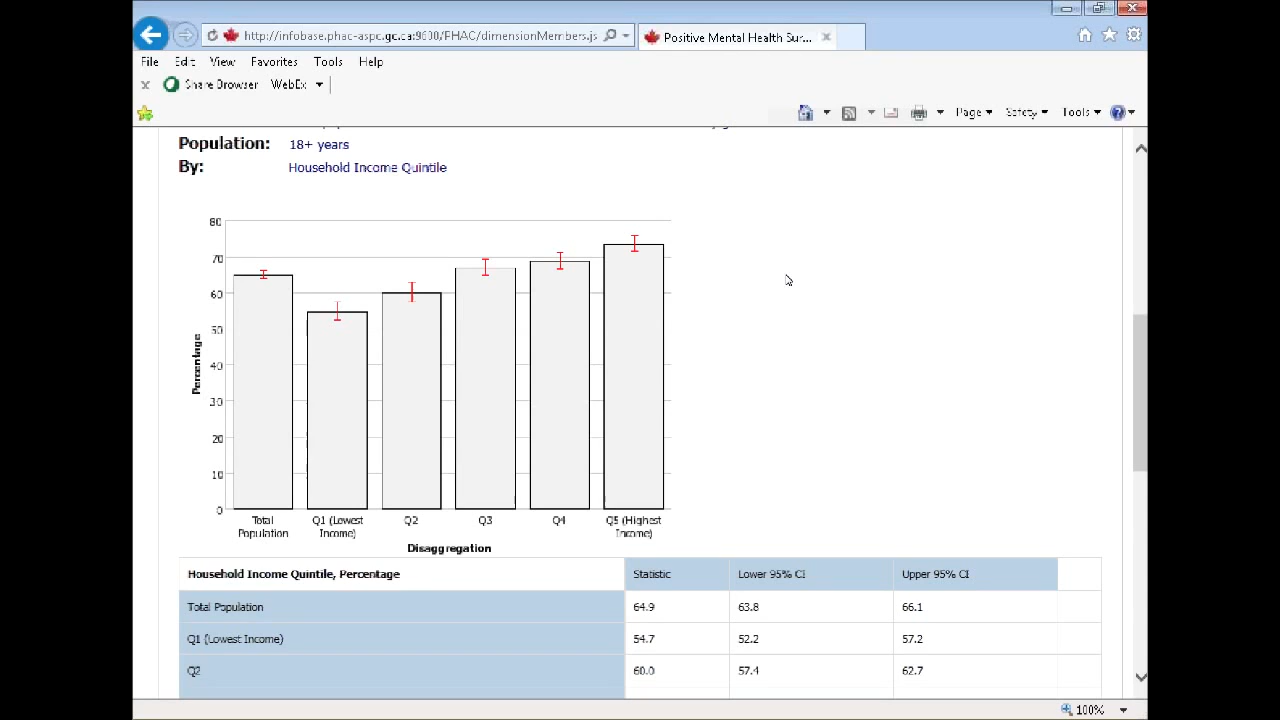 http://infobase.phac-aspc.gc.ca:9600/PHAC/dimensionMembers.js
Positive Mental Health Sur...
File Edit View Favorites Tools Help
x Share Browser WebEx
Page Safety Tools
Population: 18+ years
By: Household Income Quintile
80
70
60
50
40
30
20
10
0
Percentage
Total Population
Q1 (Lowest Income)
Q2
Q3
Q4
Q5 (Highest Income)
Disaggregation
Household Income Quintile, Percentage Statistic Lower 95% CI Upper 95% CI
Total Population 64.9 63.8 66.1
Q1 (Lowest Income) 54.7 52.2 57.2
Q2 60.0 57.4 62.7
100%